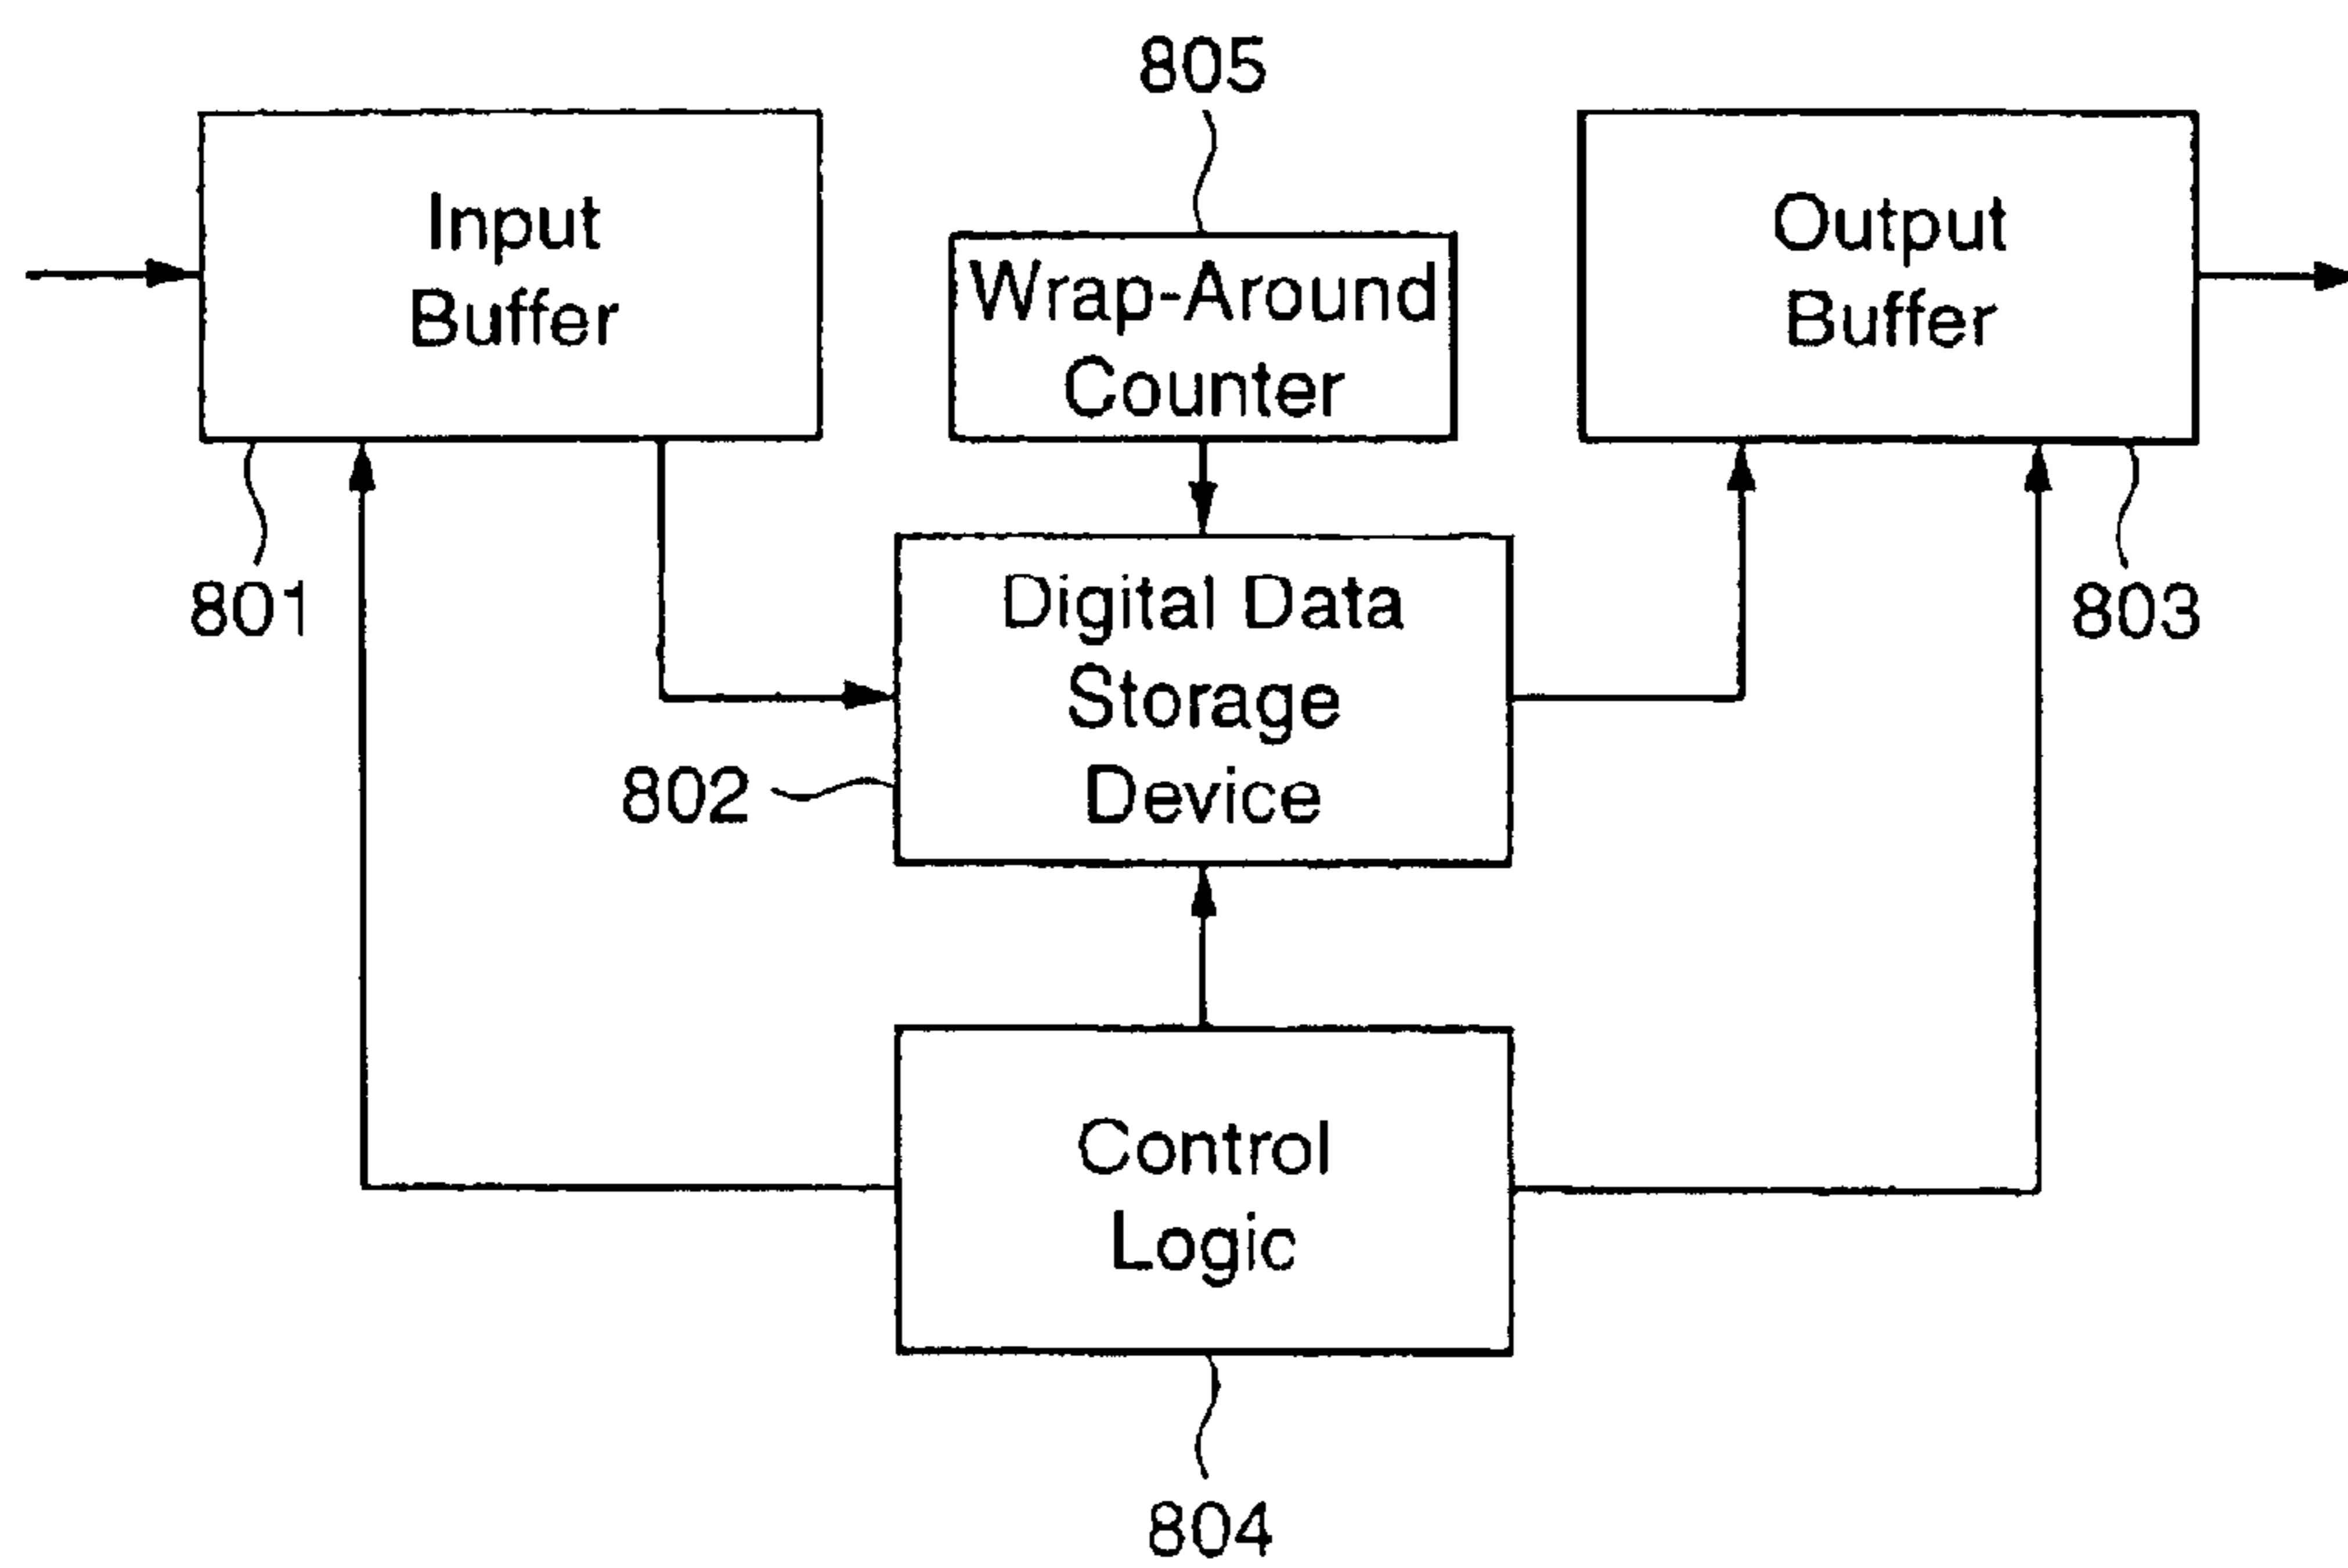 805
Input
Buffer
Wrap-Around
Counter
Output
Buffer
801
Digital Data
Storage
Device
802
803
Control
Logic
804